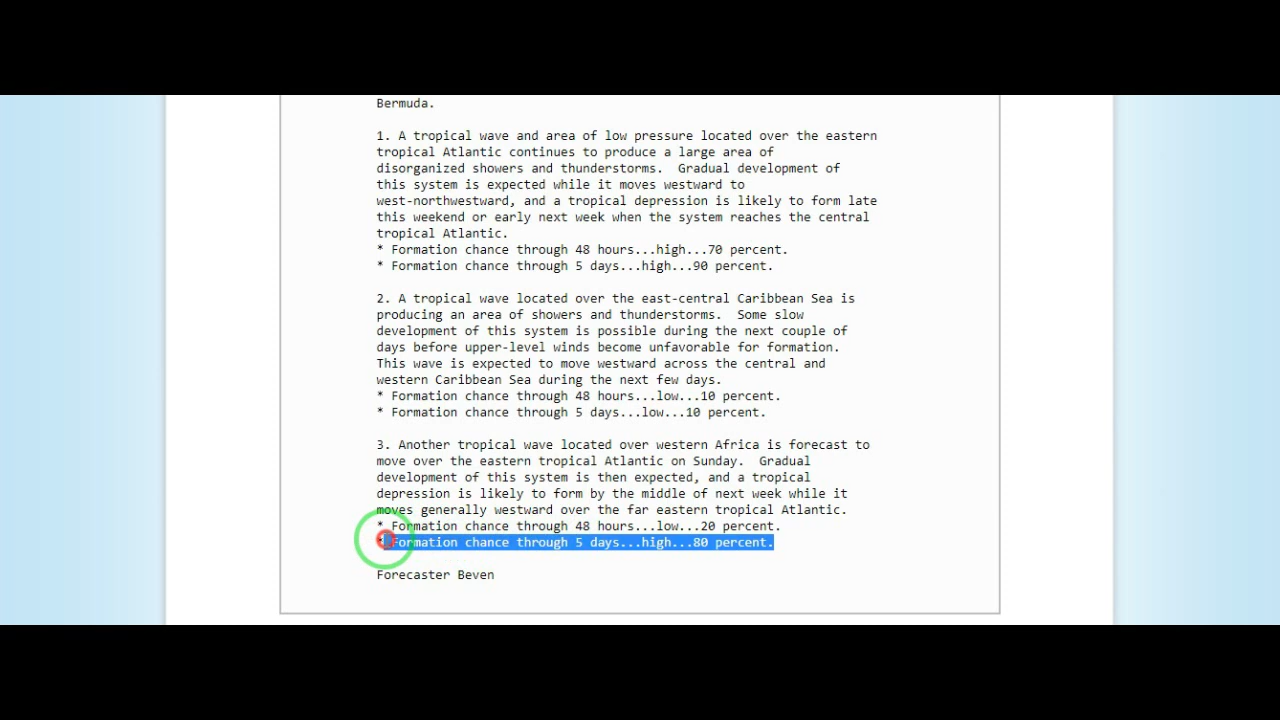 Bermuda.
1. A tropical wave and area of low pressure located over the eastern
tropical Atlantic continues to produce a large area of
disorganized showers and thunderstorms.  Gradual development of
this system is expected while it moves westward to
west-northwestward, and a tropical depression is likely to form late
this weekend or early next week when the system reaches the central
tropical Atlantic.
* Formation chance through 48 hours...high...70 percent.
* Formation chance through 5 days...high...90 percent.
2. A tropical wave located over the east-central Caribbean Sea is
producing an area of showers and thunderstorms.  Some slow
development of this system is possible during the next couple of
days before upper-level winds become unfavorable for formation.
This wave is expected to move westward across the central and
western Caribbean Sea during the next few days.
* Formation chance through 48 hours...low...10 percent.
* Formation chance through 5 days...low...10 percent.
3. Another tropical wave located over western Africa is forecast to
move over the eastern tropical Atlantic on Sunday.  Gradual
development of this system is then expected, and a tropical
depression is likely to form by the middle of next week while it
moves generally westward over the far eastern tropical Atlantic.
* Formation chance through 48 hours...low...20 percent.
* Formation chance through 5 days...high...80 percent.
Forecaster Beven